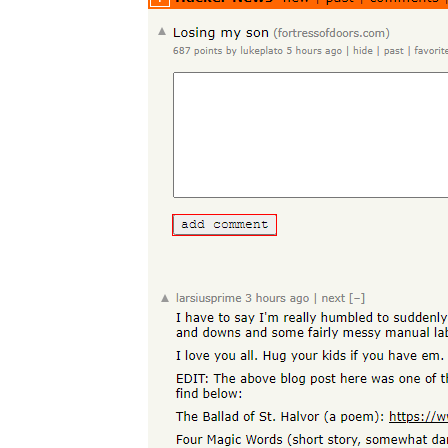 Losing my son (fortressofdoors.com)
687 points by lukeplato 5 hours ago | hide | past | favorite
add comment
larsiusprime 3 hours ago | next [–]
I have to say I'm really humbled to suddenly
and downs and some fairly messy manual
I love you all. Hug your kids if you have em.
EDIT: The above blog post here was one of
find below:
The Ballad of St. Halvor (a poem): https://
Four Magic Words (short story, somewhat